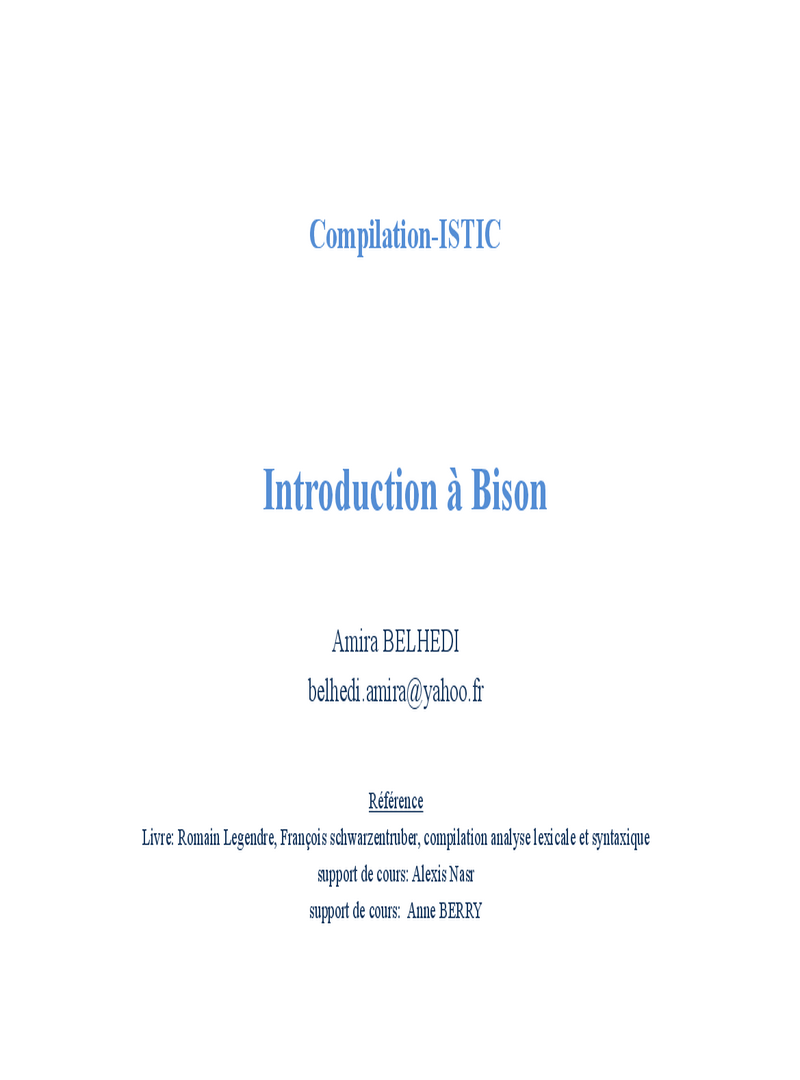 Compilation-ISTIC
Introduction à Bison
Amira BELHEDI
belhedi.amira@yahoo.fr
Référence
Livre: Romain Legendre, François schwarzentruber, compilation analyse lexicale et syntaxique
support de cours: Alexis Nasr
support de cours: Anne BERRY